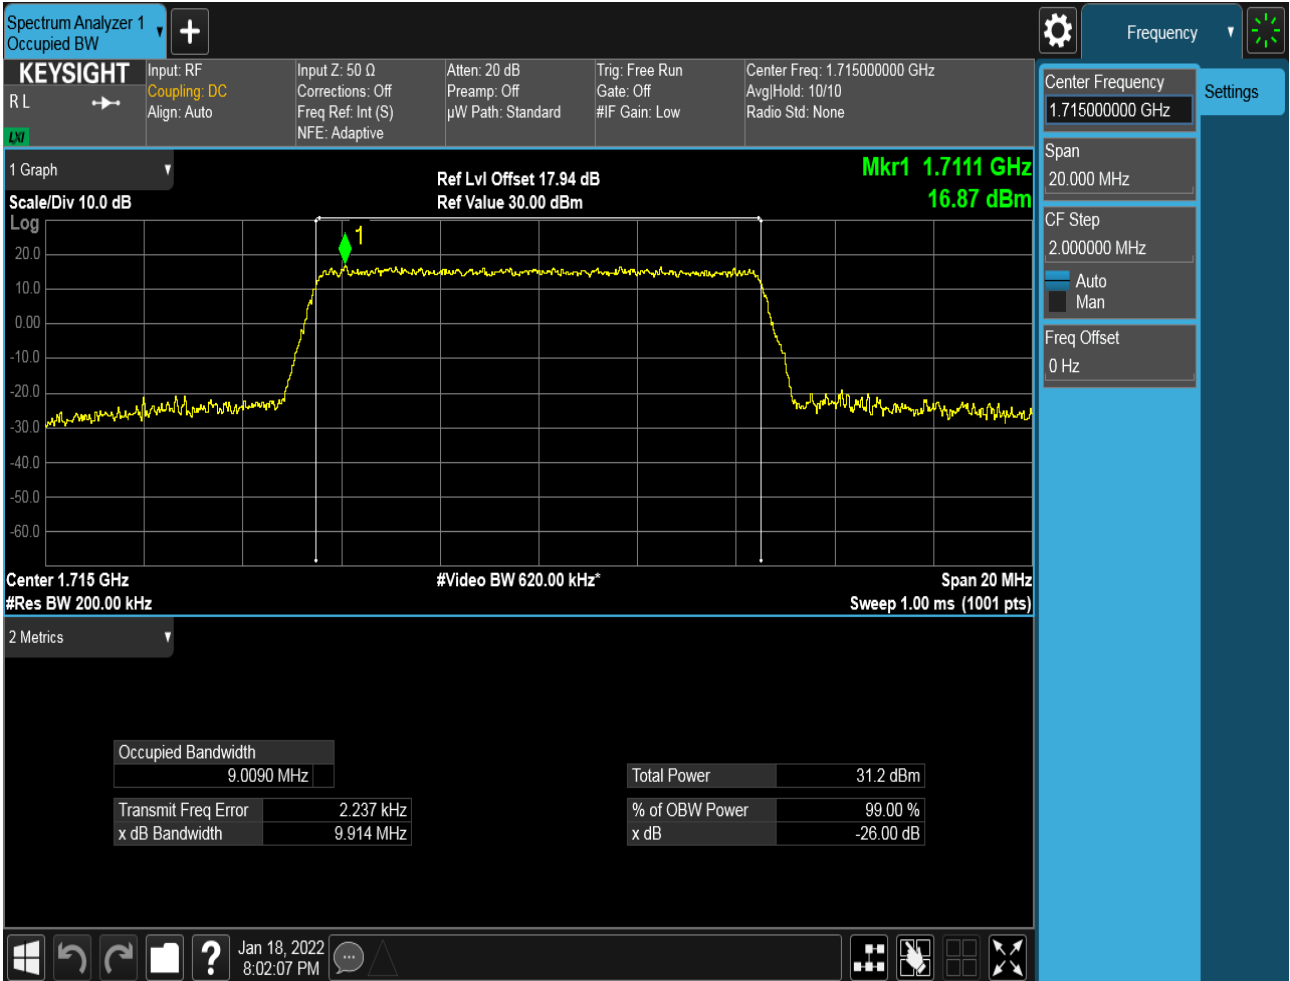 Spectrum Analyzer 1
Occupied BW
Frequency
KEYSIGHT
R L
LXI
Input: RF
Coupling: DC
Align: Auto
Input Z: 50 Ω
Corrections: Off
Freq Ref: Int (S)
NFE: Adaptive
Atten: 20 dB
Preamp: Off
µW Path: Standard
Trig: Free Run
Gate: Off
#IF Gain: Low
Center Freq: 1.715000000 GHz
Avg|Hold: 10/10
Radio Std: None
Center Frequency
1.715000000 GHz
Settings
Span
20.000 MHz
CF Step
2.000000 MHz
Auto
Man
Freq Offset
0 Hz
1 Graph
Scale/Div 10.0 dB
Log
Ref Lvl Offset 17.94 dB
Ref Value 30.00 dBm
Mkr1 1.7111 GHz
16.87 dBm
1
20.0
10.0
0.00
-10.0
-20.0
-30.0
-40.0
-50.0
-60.0
Center 1.715 GHz
#Res BW 200.00 kHz
#Video BW 620.00 kHz*
Span 20 MHz
Sweep 1.00 ms (1001 pts)
2 Metrics
Occupied Bandwidth
9.0090 MHz
Transmit Freq Error 2.237 kHz
x dB Bandwidth 9.914 MHz
Total Power 31.2 dBm
% of OBW Power 99.00 %
x dB -26.00 dB
?
Jan 18, 2022
8:02:07 PM